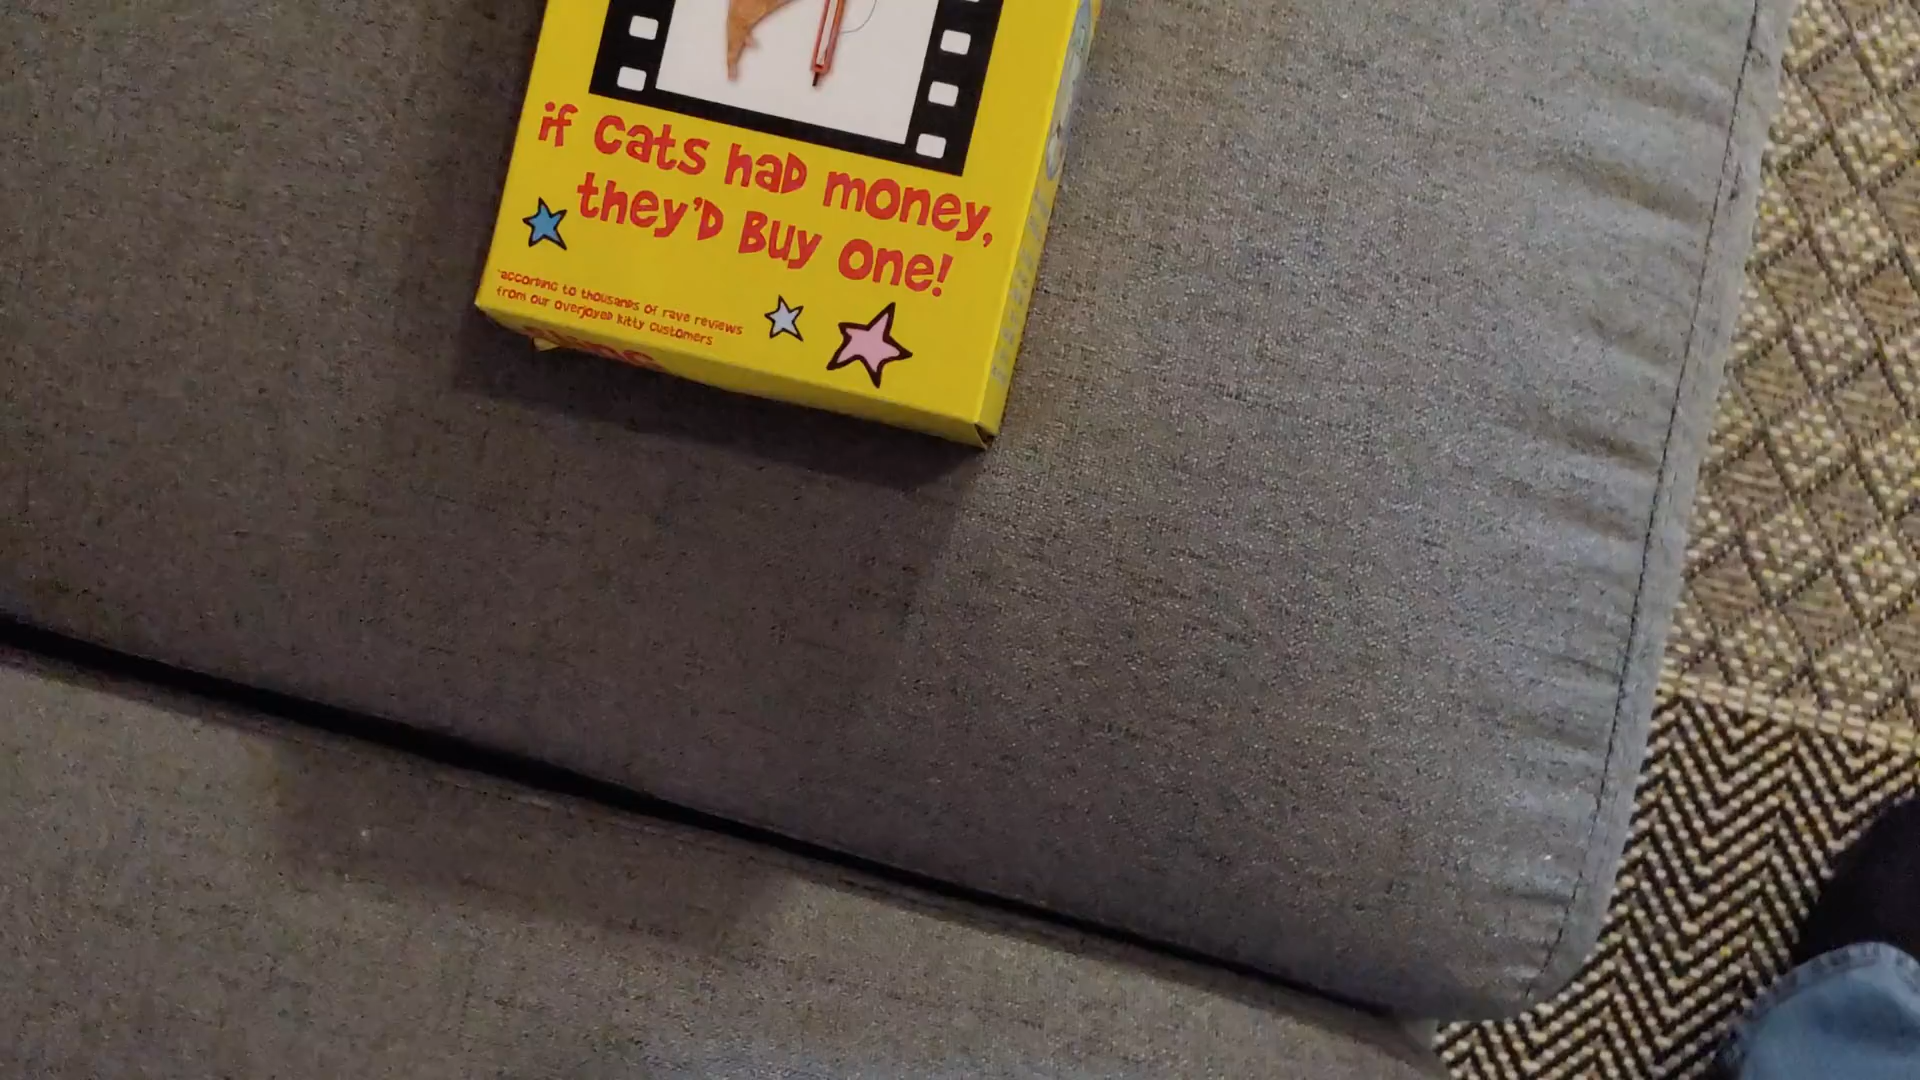 if cats had money,
they'd buy one!
*according to thousands of rave reviews
from our overjoyed kitty customers